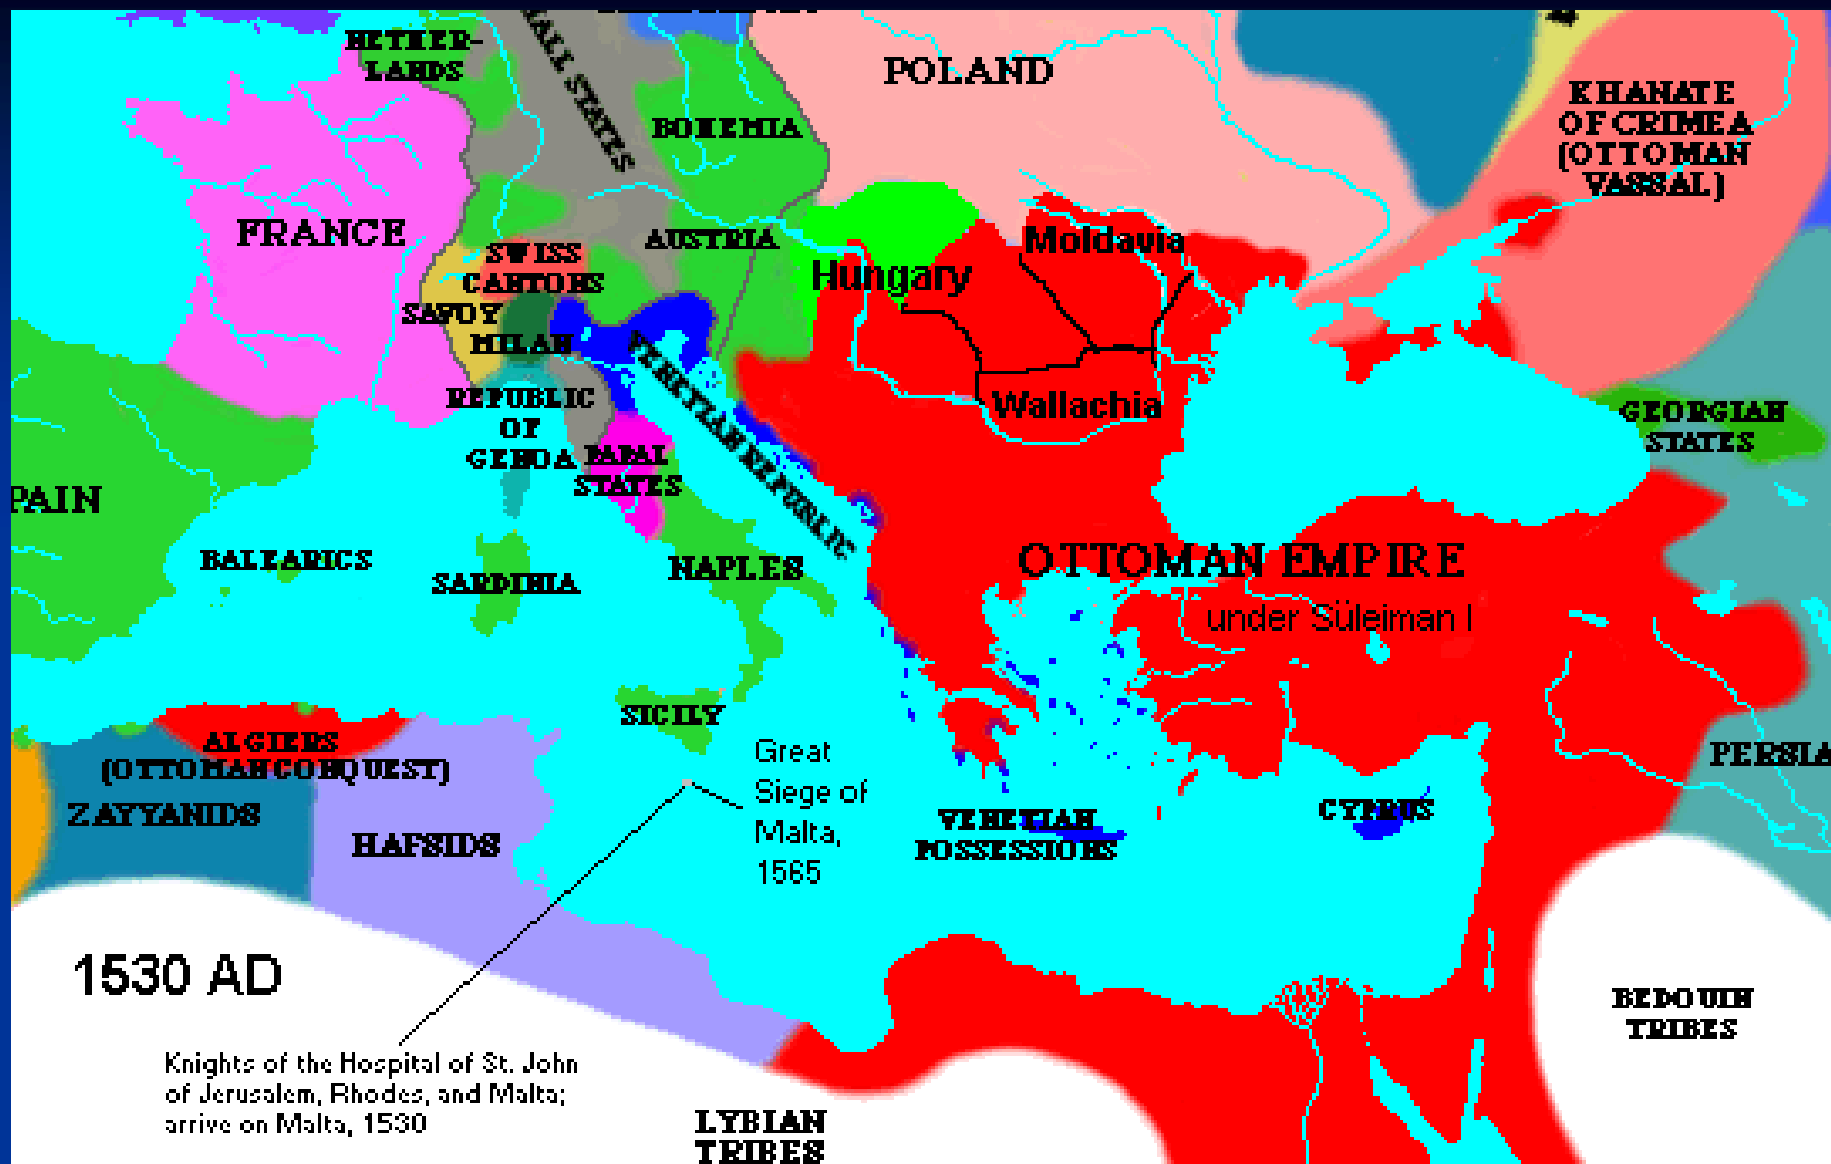 NETHER-
LANDS
ALL STATES
POLAND
BOHEMIA
KHANATE
OF CRIMEA
(OTTOMAN
VASSAL)
FRANCE
AUSTRIA
Moldavia
SWISS
CANTONS
Hungary
SAVOY
MILAN
VENETIAN REPUBLIC
REPUBLIC
OF
GENOA
Wallachia
GEORGIAN
STATES
PAPAL
STATES
PAIN
BALEARICS
SARDINIA
NAPLES
OTTOMAN EMPIRE
under Süleiman I
SICILY
ALGIERS
(OTTOMAN CONQUEST)
ZAYYANIDS
HAFSIDS
Great
Siege of
Malta,
1565
VENETIAN
POSSESSIONS
CYPRUS
PERSIA
1530 AD
BEDOUIN
TRIBES
Knights of the Hospital of St. John
of Jerusalem, Rhodes, and Malta;
arrive on Malta, 1530
LYBIAN
TRIBES